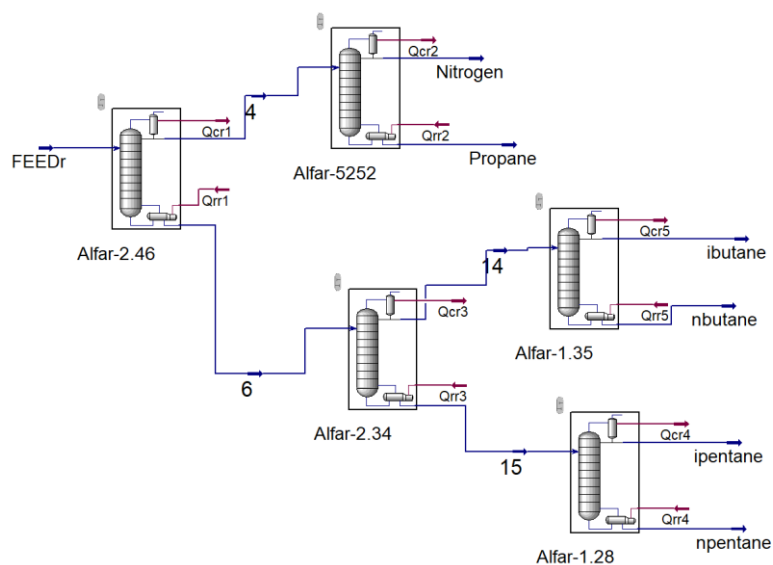 Qcr2
Nitrogen
4
Qcr1
FEEDr
Qrr2
Propane
Alfar-5252
Qrr1
Alfar-2.46
Qcr5
14
ibutane
Qcr3
Qrr5
nbutane
Alfar-1.35
6
Qrr3
Alfar-2.34
Qcr4
15
ipentane
Qrr4
npentane
Alfar-1.28